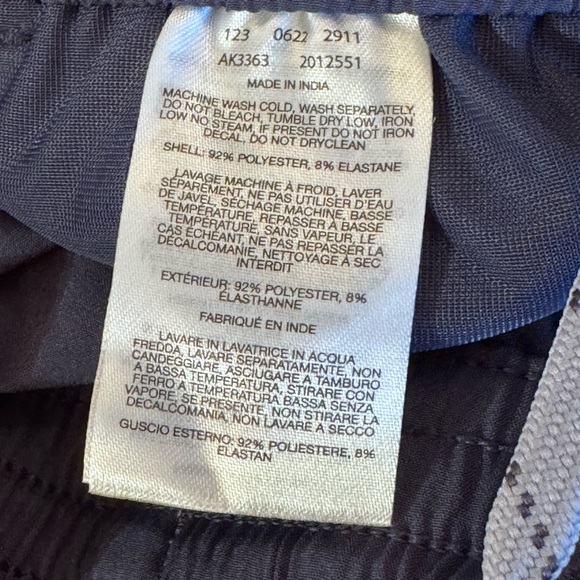 123 0622 2911
AK3363 2012551
MADE IN INDIA
MACHINE WASH COLD, WASH SEPARATELY,
DO NOT BLEACH, TUMBLE DRY LOW, IRON
LOW NO STEAM, IF PRESENT DO NOT IRON
DECAL, DO NOT DRYCLEAN
SHELL: 92% POLYESTER, 8% ELASTANE
LAVAGE MACHINE À FROID, LAVER
SÉPARÉMENT, NE PAS UTILISER D'EAU
DE JAVEL, SÉCHAGE MACHINE, BASSE
TEMPÉRATURE, REPASSER À BASSE
TEMPÉRATURE, SANS VAPEUR, LE
CAS ÉCHÉANT, NE PAS REPASSER LA
DÉCALCOMANIE, NETTOYAGE À SEC
INTERDIT
EXTÉRIEUR: 92% POLYESTER, 8%
ÉLASTHANNE
FABRIQUÉ EN INDE
LAVARE IN LAVATRICE IN ACQUA
FREDDA, LAVARE SEPARATAMENTE, NON
CANDEGGIARE, ASCIUGARE A TAMBURO
A BASSA TEMPERATURA, STIRARE CON
FERRO A TEMPERATURA BASSA SENZA
VAPORE, SE PRESENTE, NON STIRARE LA
DECALCOMANIA, NON LAVARE A SECCO
GUSCIO ESTERNO: 92% POLIESTERE, 8%
ELASTAN